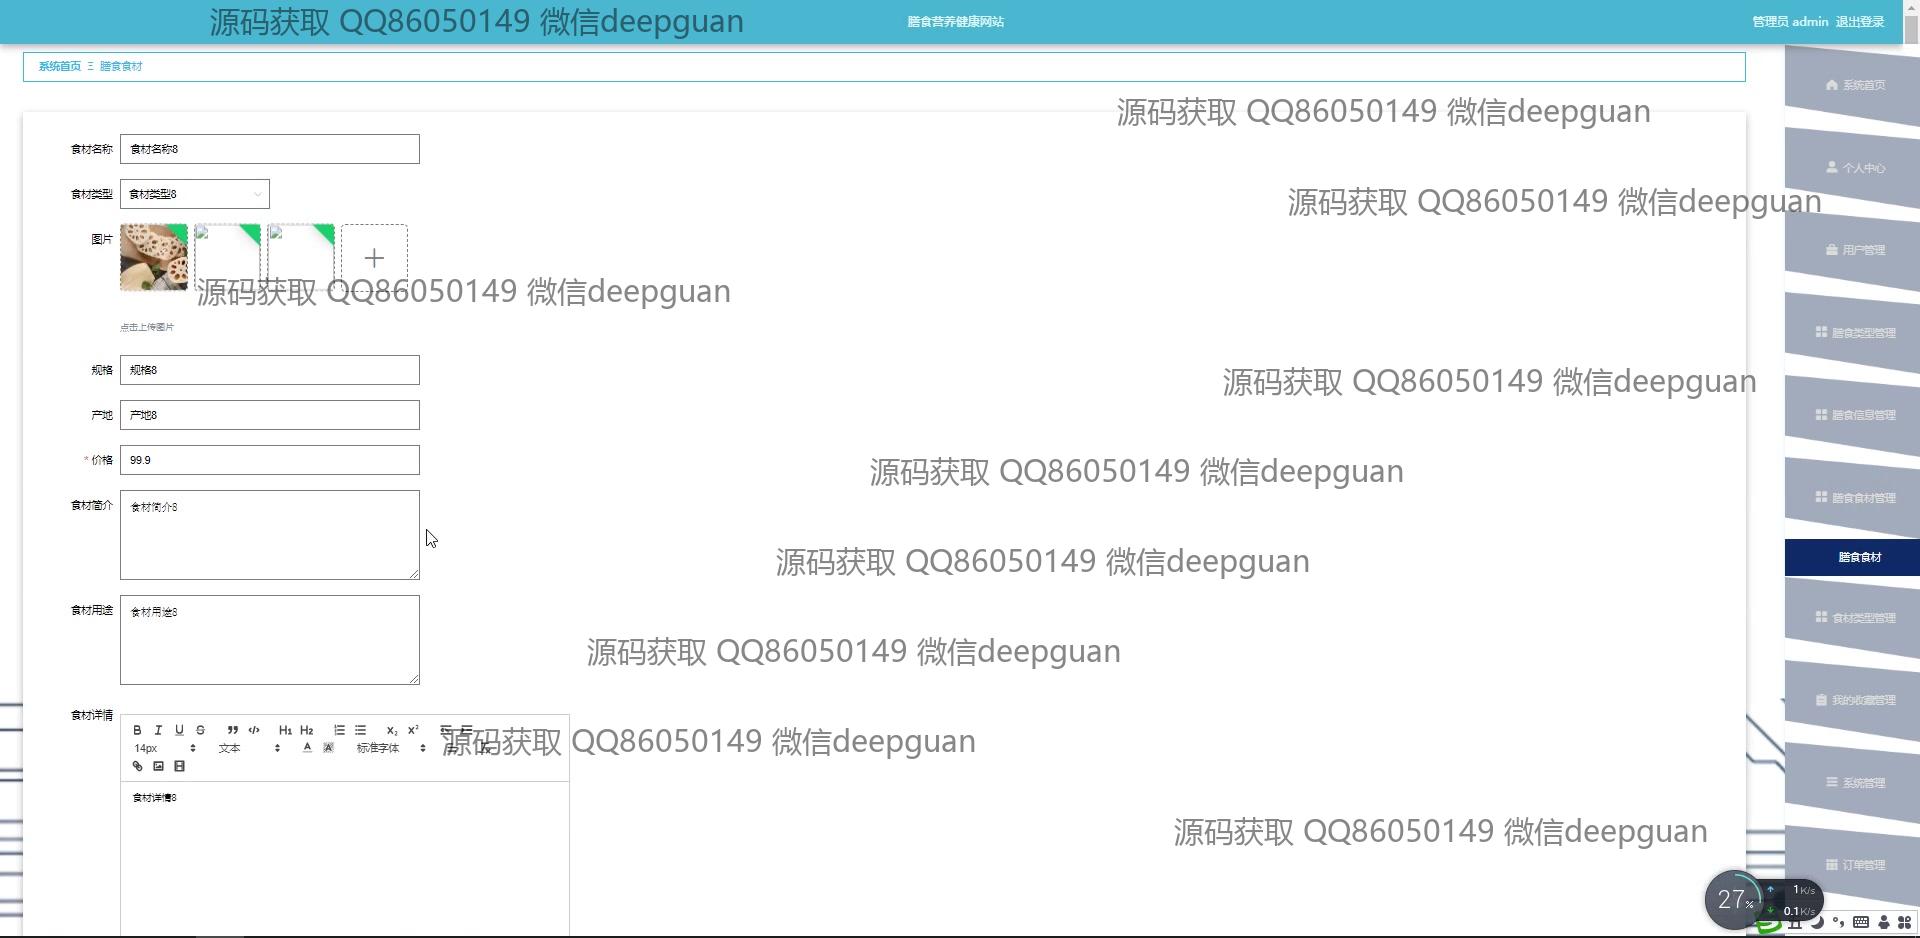 源码获取 QQ86050149 微信deepguan
膳食营养健康网站
管理员 admin 退出登录
系统首页 Ξ 膳食食材
源码获取 QQ86050149 微信deepguan
系统首页
食材名称 食材名称8
个人中心
食材类型 食材类型8
源码获取 QQ86050149 微信deepguan
图片
用户管理
源码获取 QQ86050149 微信deepguan
点击上传图片
膳食类型管理
规格 规格8
源码获取 QQ86050149 微信deepguan
产地 产地8
膳食信息管理
* 价格 99.9
源码获取 QQ86050149 微信deepguan
膳食食材管理
食材简介 食材简介8
膳食食材
源码获取 QQ86050149 微信deepguan
食材用途 食材用途8
食材类型管理
源码获取 QQ86050149 微信deepguan
我的收藏管理
食材详情
B I U S H1 H2 X₂ X²
14px 文本 A A 标准字体
源码获取 QQ86050149 微信deepguan
系统管理
食材详情8
源码获取 QQ86050149 微信deepguan
订单管理
27%
1K/s
0.1K/s